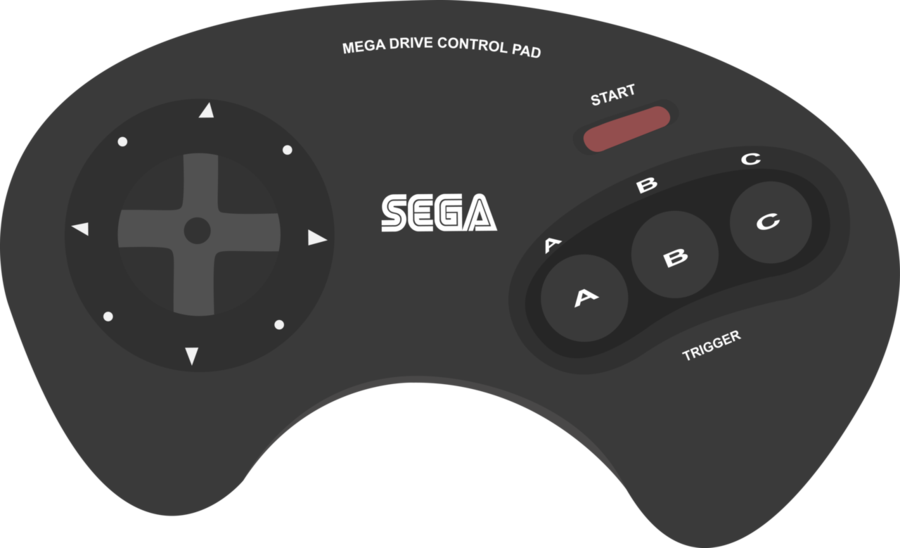 MEGA DRIVE CONTROL PAD
START
SEGA
A
B
C
A
B
C
TRIGGER